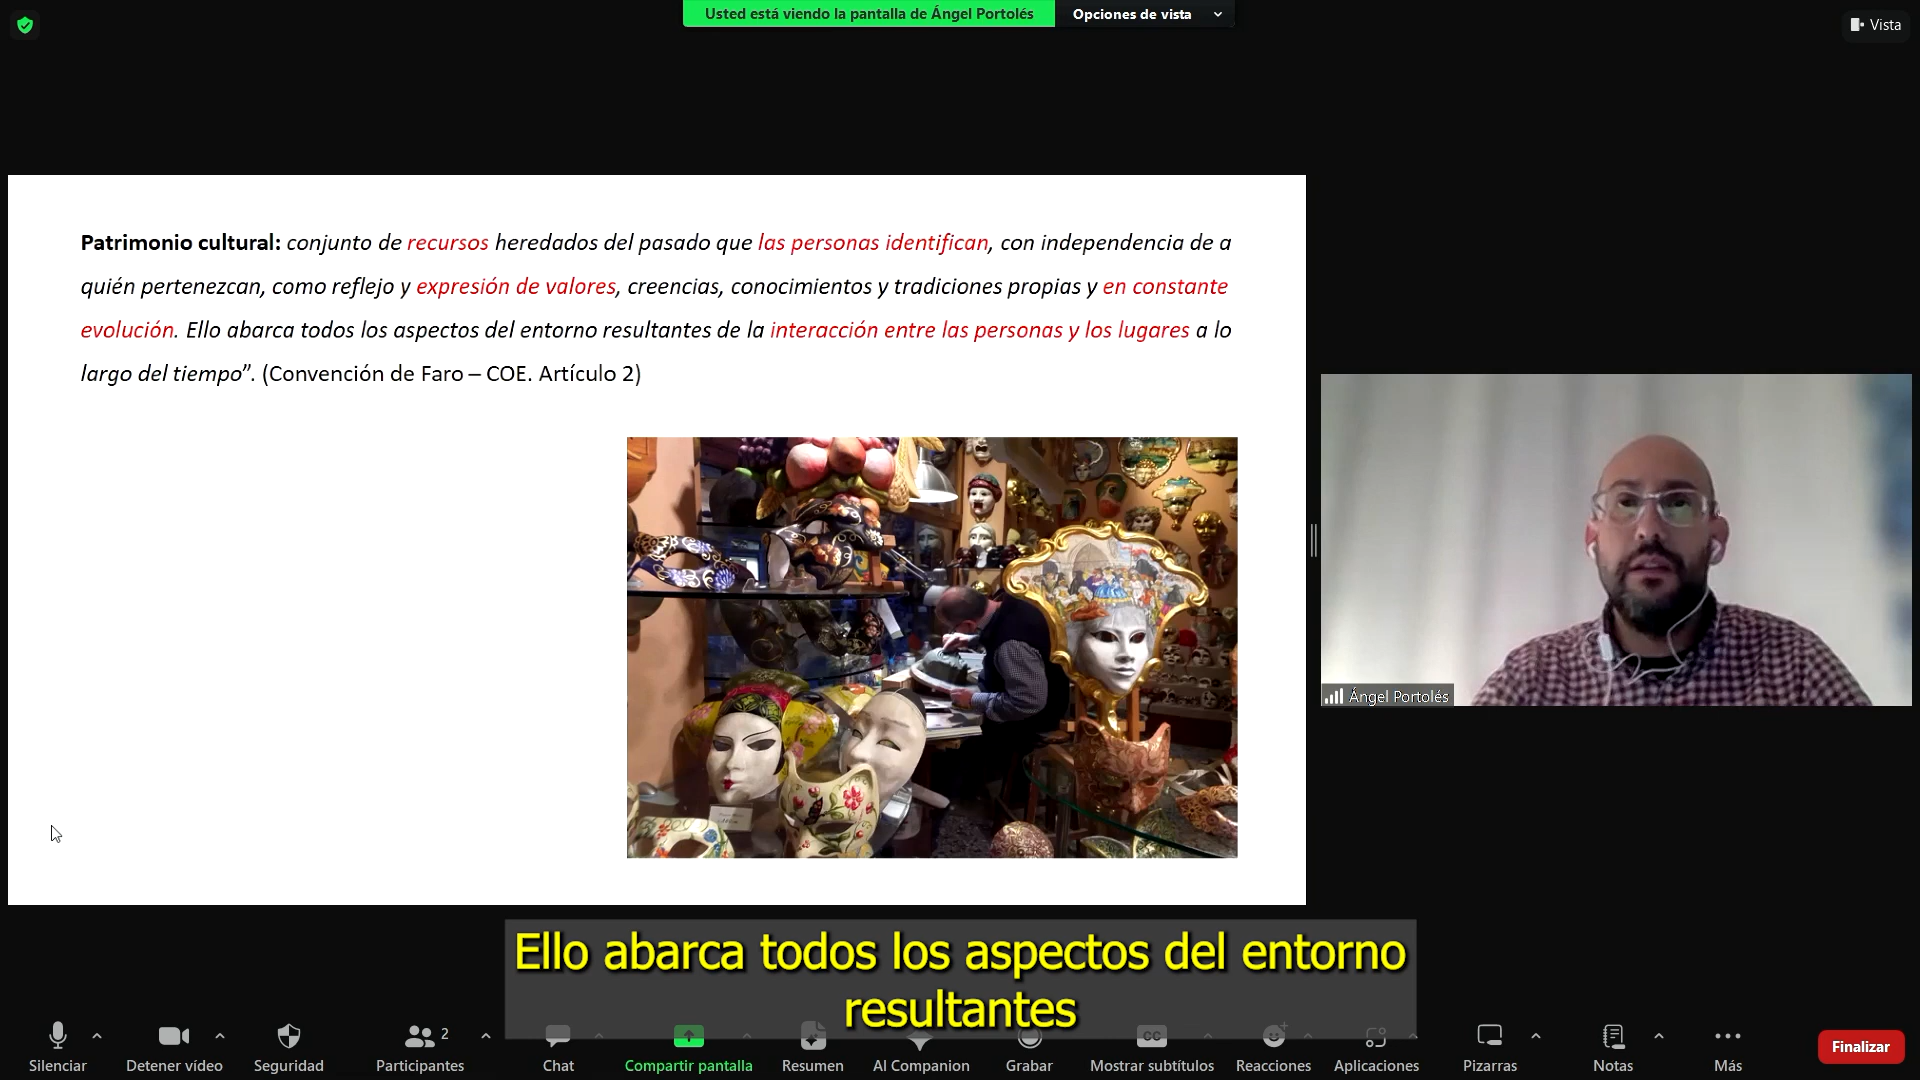 Usted está viendo la pantalla de Ángel Portolés
Opciones de vista
Vista
Patrimonio cultural: conjunto de recursos heredados del pasado que las personas identifican, con independencia de a
quién pertenezcan, como reflejo y expresión de valores, creencias, conocimientos y tradiciones propias y en constante
evolución. Ello abarca todos los aspectos del entorno resultantes de la interacción entre las personas y los lugares a lo
largo del tiempo”. (Convención de Faro – COE. Artículo 2)
Ángel Portolés
Ello abarca todos los aspectos del entorno
resultantes
2
CC
Silenciar
Detener vídeo
Seguridad
Participantes
Chat
Compartir pantalla
Resumen
AI Companion
Grabar
Mostrar subtítulos
Reacciones
Aplicaciones
Pizarras
Notas
Más
Finalizar